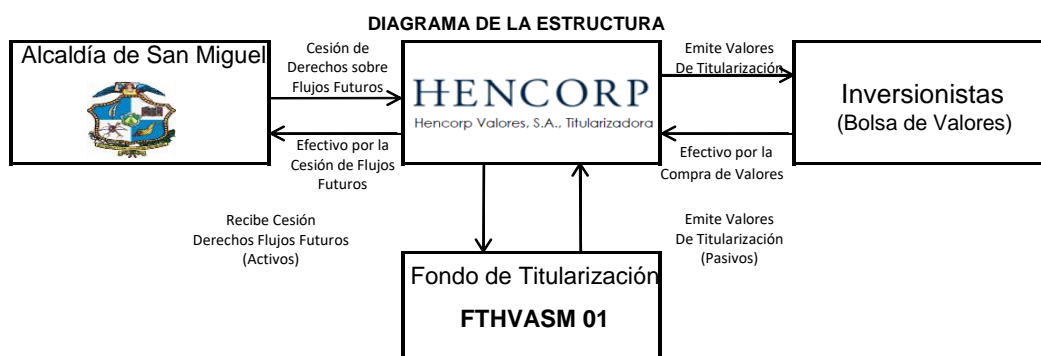 DIAGRAMA DE LA ESTRUCTURA
Alcaldía de San Miguel
Cesión de
Derechos sobre
Flujos Futuros
Efectivo por la
Cesión de Flujos
Futuros
HENCORP
Hencorp Valores, S.A., Titularizadora
Emite Valores
De Titularización
Efectivo por la
Compra de Valores
Inversionistas
(Bolsa de Valores)
Recibe Cesión
Derechos Flujos Futuros
(Activos)
Emite Valores
De Titularización
(Pasivos)
Fondo de Titularización
FTHVASM 01